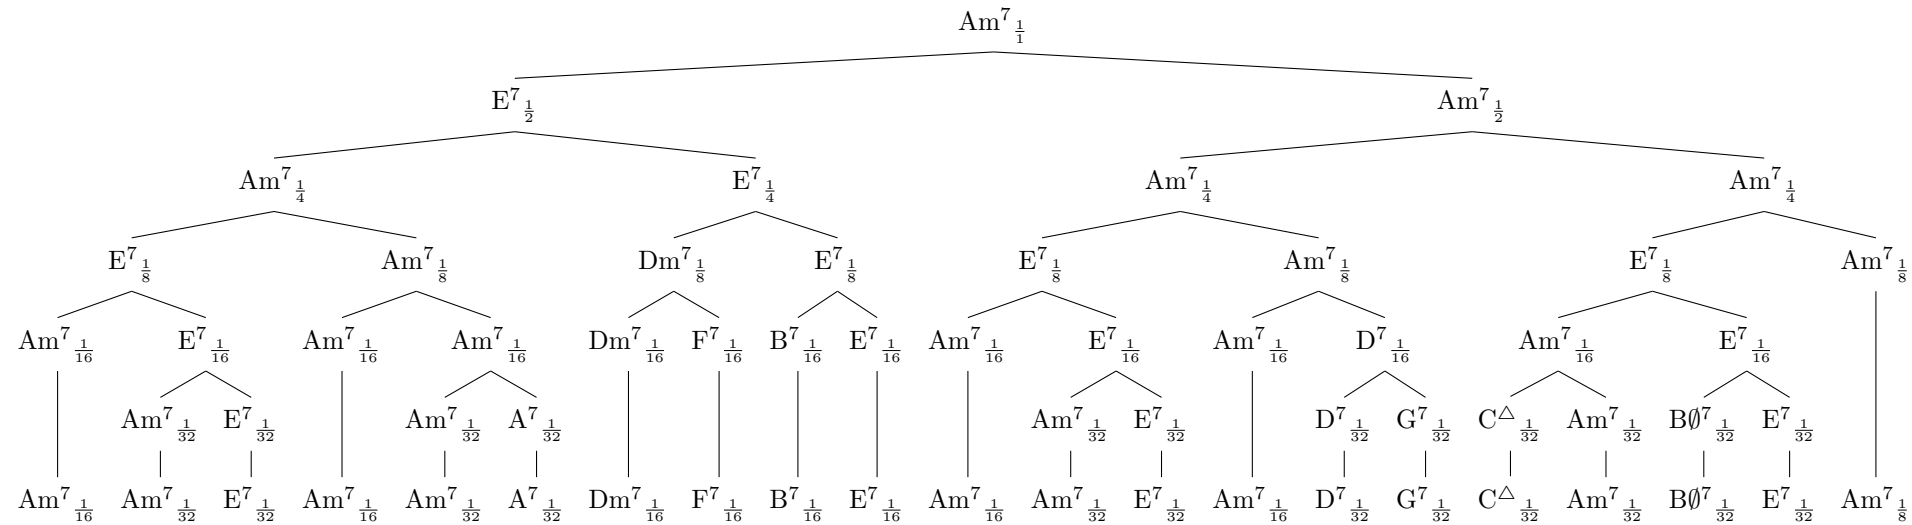 Am⁷ 1/1
E⁷ 1/2 Am⁷ 1/2
Am⁷ 1/4 E⁷ 1/4 Am⁷ 1/4 Am⁷ 1/4
E⁷ 1/8 Am⁷ 1/8 Dm⁷ 1/8 E⁷ 1/8 E⁷ 1/8 Am⁷ 1/8 E⁷ 1/8 Am⁷ 1/8
Am⁷ 1/16 E⁷ 1/16 Am⁷ 1/16 Am⁷ 1/16 Dm⁷ 1/16 F⁷ 1/16 B⁷ 1/16 E⁷ 1/16 Am⁷ 1/16 E⁷ 1/16 Am⁷ 1/16 D⁷ 1/16 Am⁷ 1/16 E⁷ 1/16
Am⁷ 1/32 E⁷ 1/32 Am⁷ 1/32 A⁷ 1/32 Am⁷ 1/32 E⁷ 1/32 D⁷ 1/32 G⁷ 1/32 C△ 1/32 Am⁷ 1/32 B∅⁷ 1/32 E⁷ 1/32
Am⁷ 1/16 Am⁷ 1/32 E⁷ 1/32 Am⁷ 1/16 Am⁷ 1/32 A⁷ 1/32 Dm⁷ 1/16 F⁷ 1/16 B⁷ 1/16 E⁷ 1/16 Am⁷ 1/16 Am⁷ 1/32 E⁷ 1/32 Am⁷ 1/16 D⁷ 1/32 G⁷ 1/32 C△ 1/32 Am⁷ 1/32 B∅⁷ 1/32 E⁷ 1/32 Am⁷ 1/8